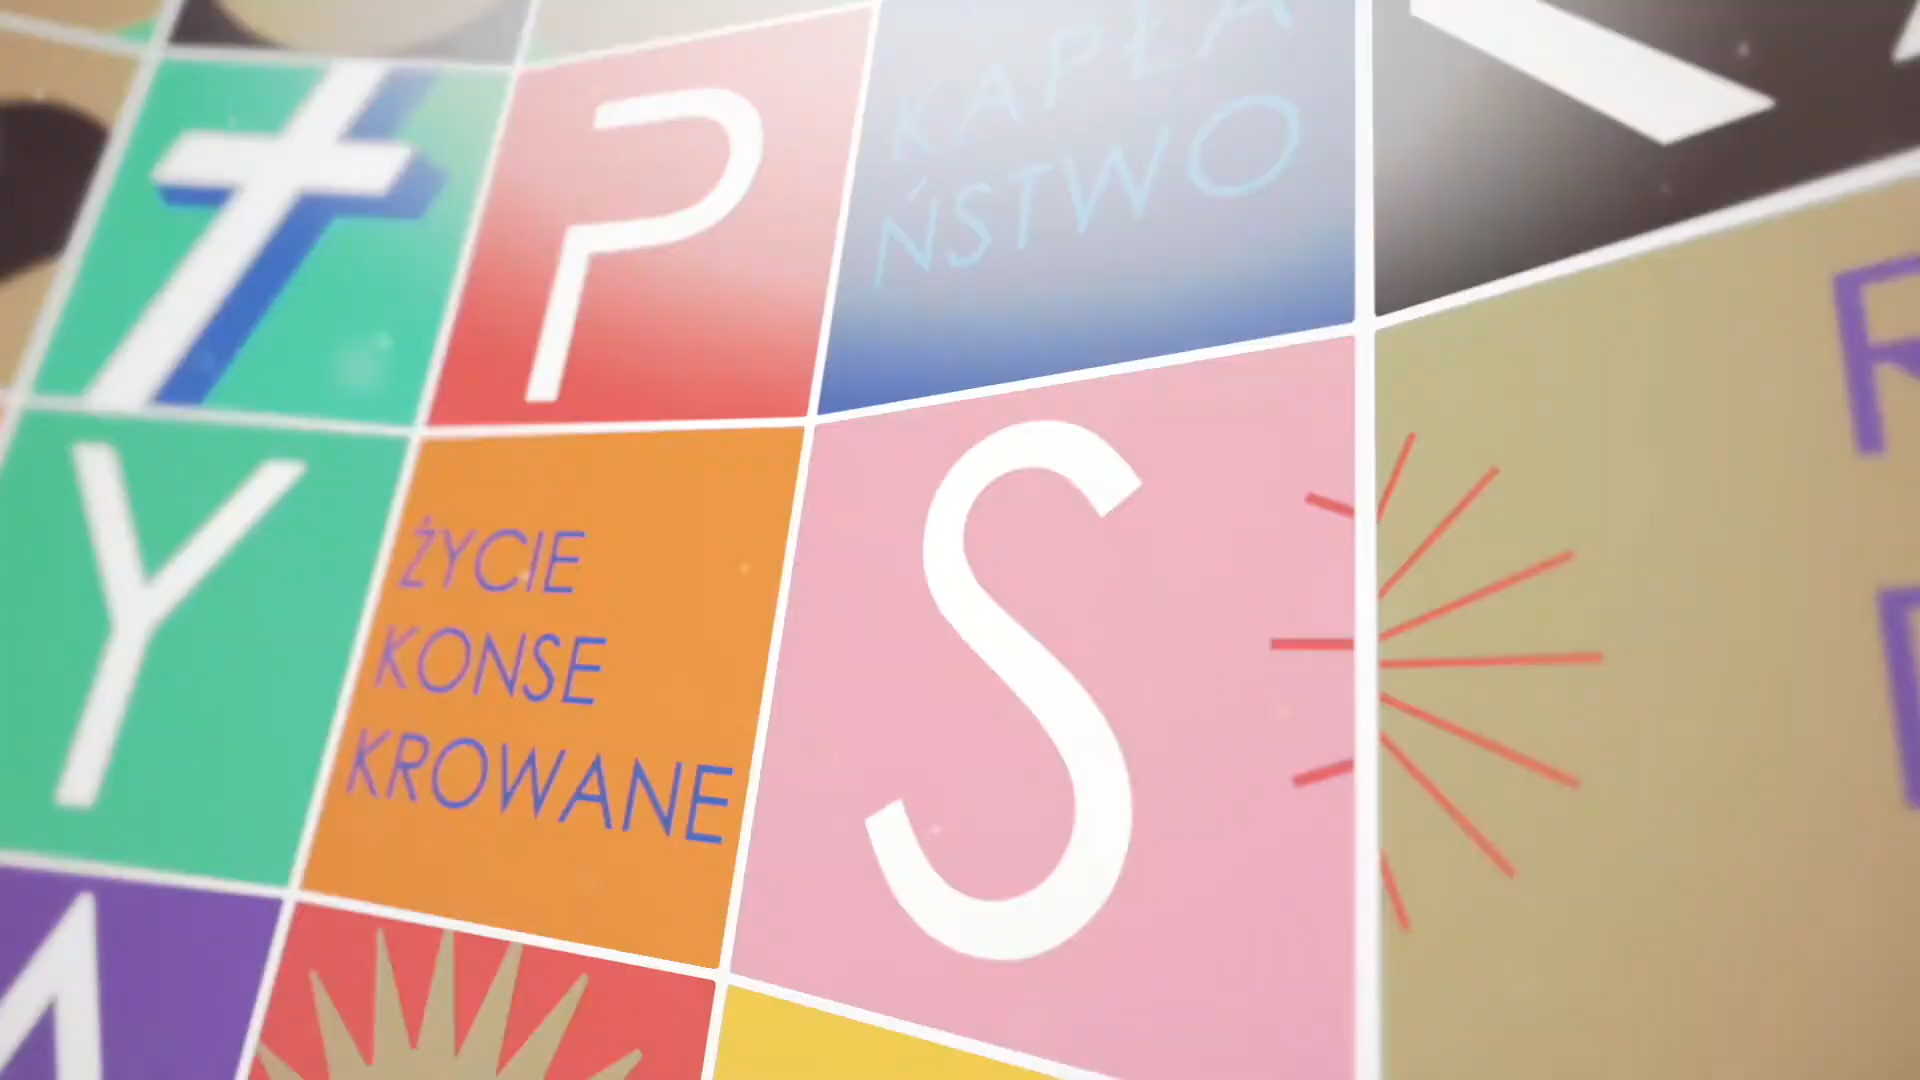 P
KAPŁA
ŃSTWO
Y
ŻYCIE
KONSE
KROWANE
S
R